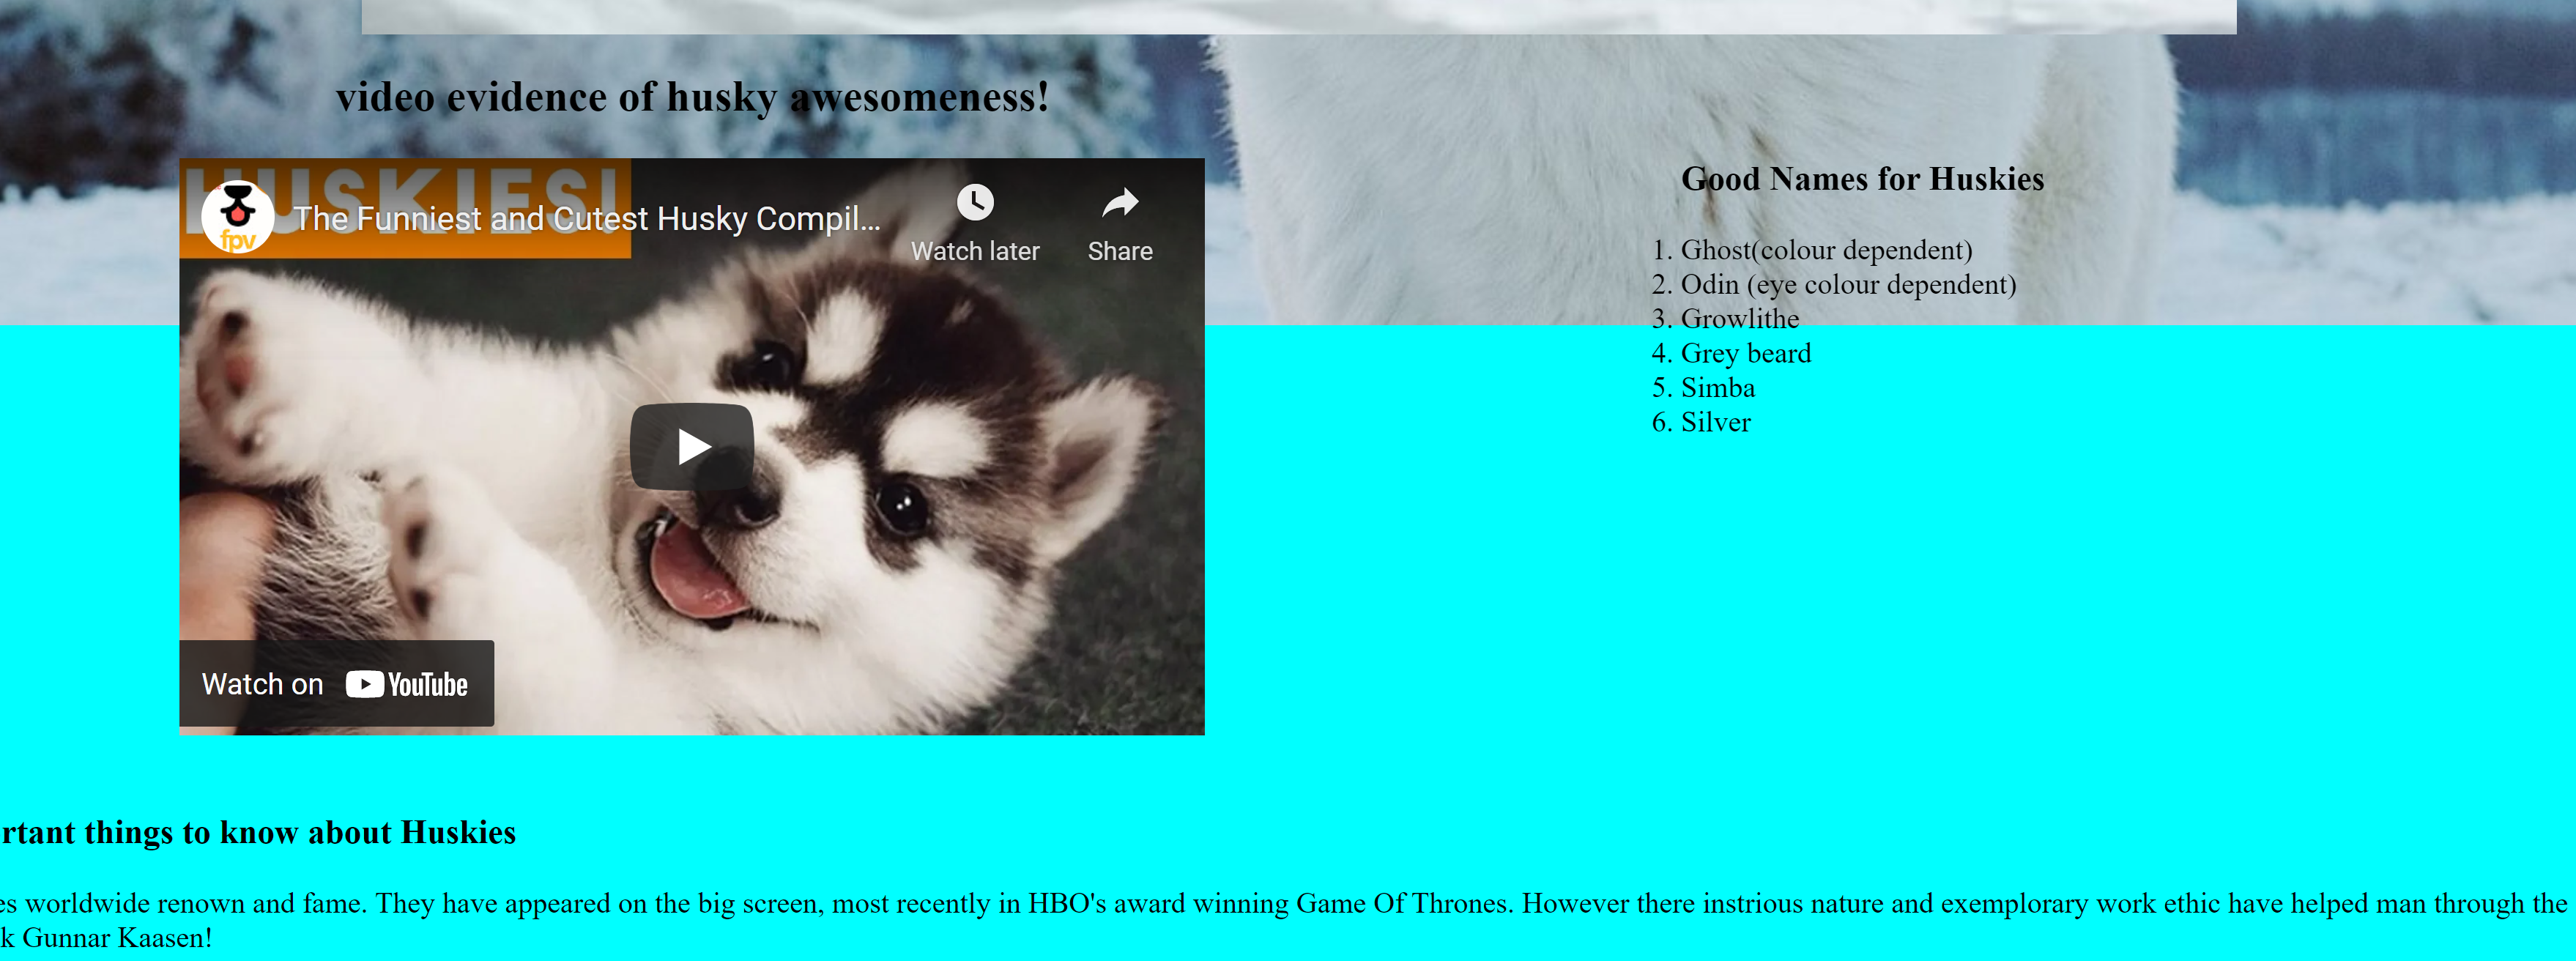 video evidence of husky awesomeness!
HUSKIES!
fpv
The Funniest and Cutest Husky Compil...
Watch later
Share
Watch on YouTube
Good Names for Huskies
1. Ghost(colour dependent)
2. Odin (eye colour dependent)
3. Growlithe
4. Grey beard
5. Simba
6. Silver
rtant things to know about Huskies
es worldwide renown and fame. They have appeared on the big screen, most recently in HBO's award winning Game Of Thrones. However there instrious nature and exemplorary work ethic have helped man through the
k Gunnar Kaasen!